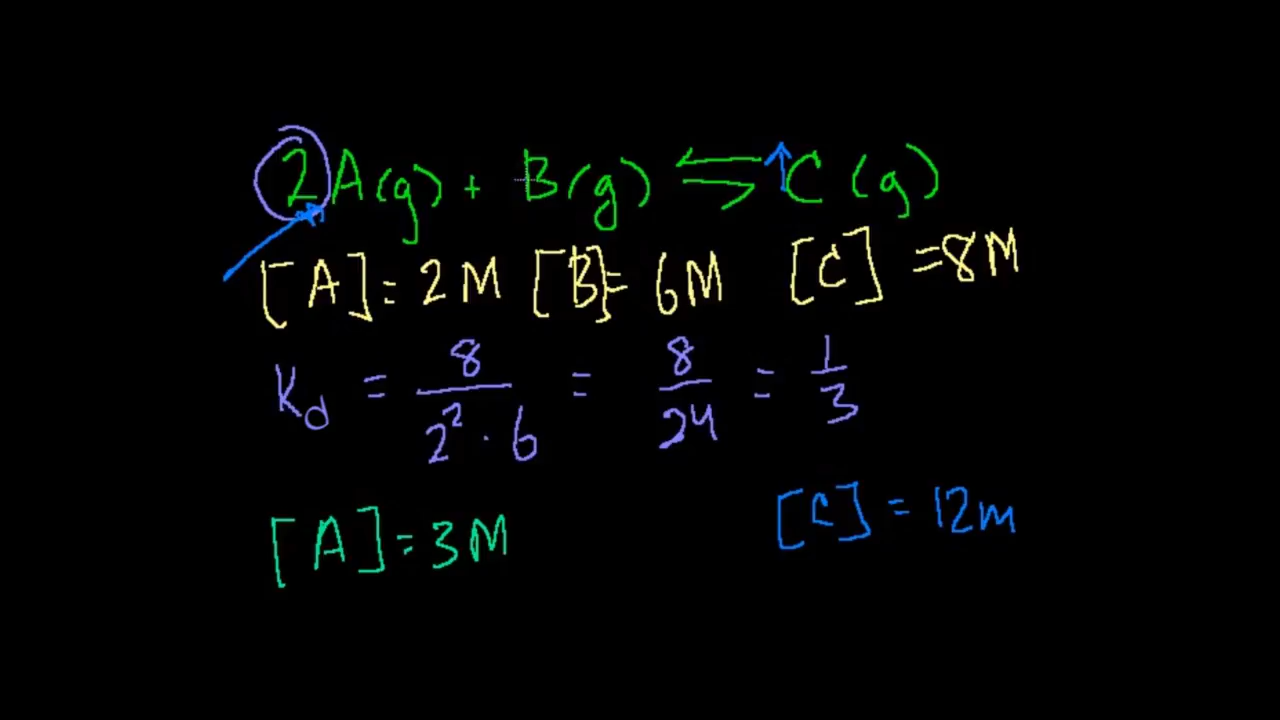 2A(g) + B(g) ⇌ ↑C(g)
[A] = 2M [B] = 6M [C] = 8M
Kd = 8/(2² · 6) = 8/24 = 1/3
[A] = 3M [C] = 12M